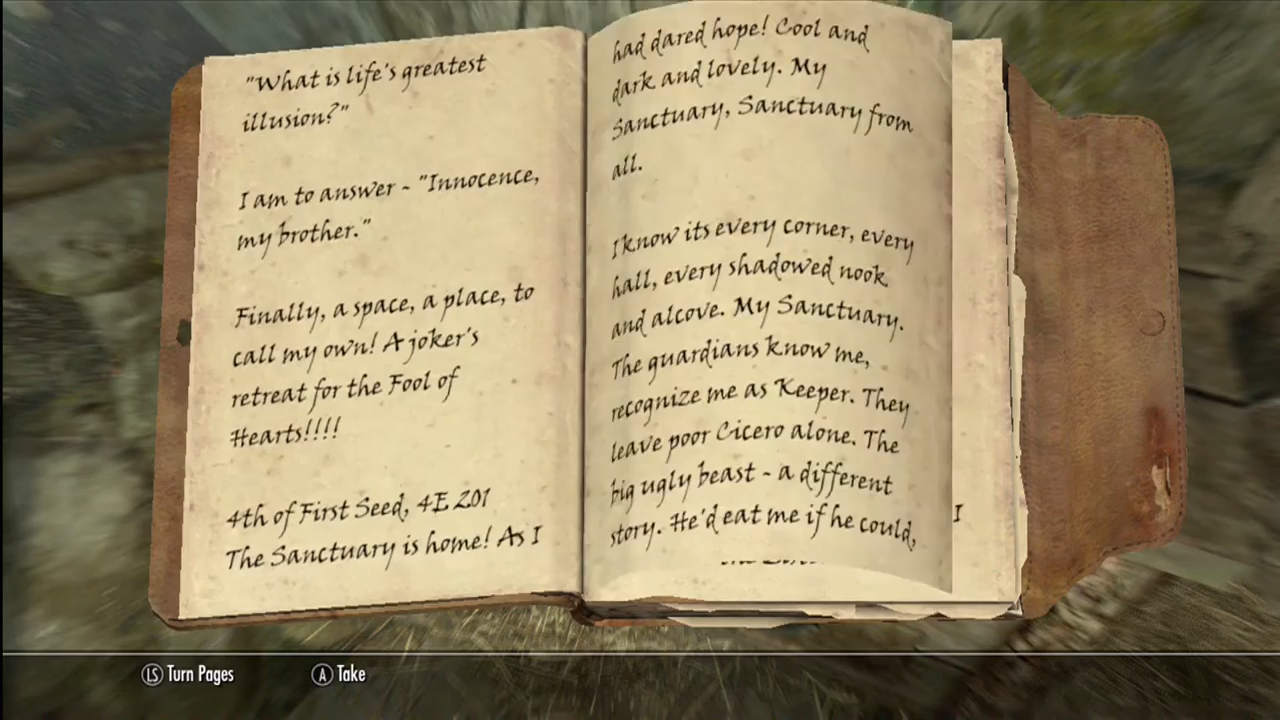 "What is life's greatest
illusion?"
I am to answer - "Innocence,
my brother."
Finally, a space, a place, to
call my own! A joker's
retreat for the Fool of
Hearts!!!!
4th of First Seed, 4E 201
The Sanctuary is home! As I
had dared hope! Cool and
dark and lovely. My
Sanctuary, Sanctuary from
all.
I know its every corner, every
hall, every shadowed nook
and alcove. My Sanctuary.
The guardians know me,
recognize me as Keeper. They
leave poor Cicero alone. The
big ugly beast - a different
story. He'd eat me if he could,
I
LS Turn Pages
A Take